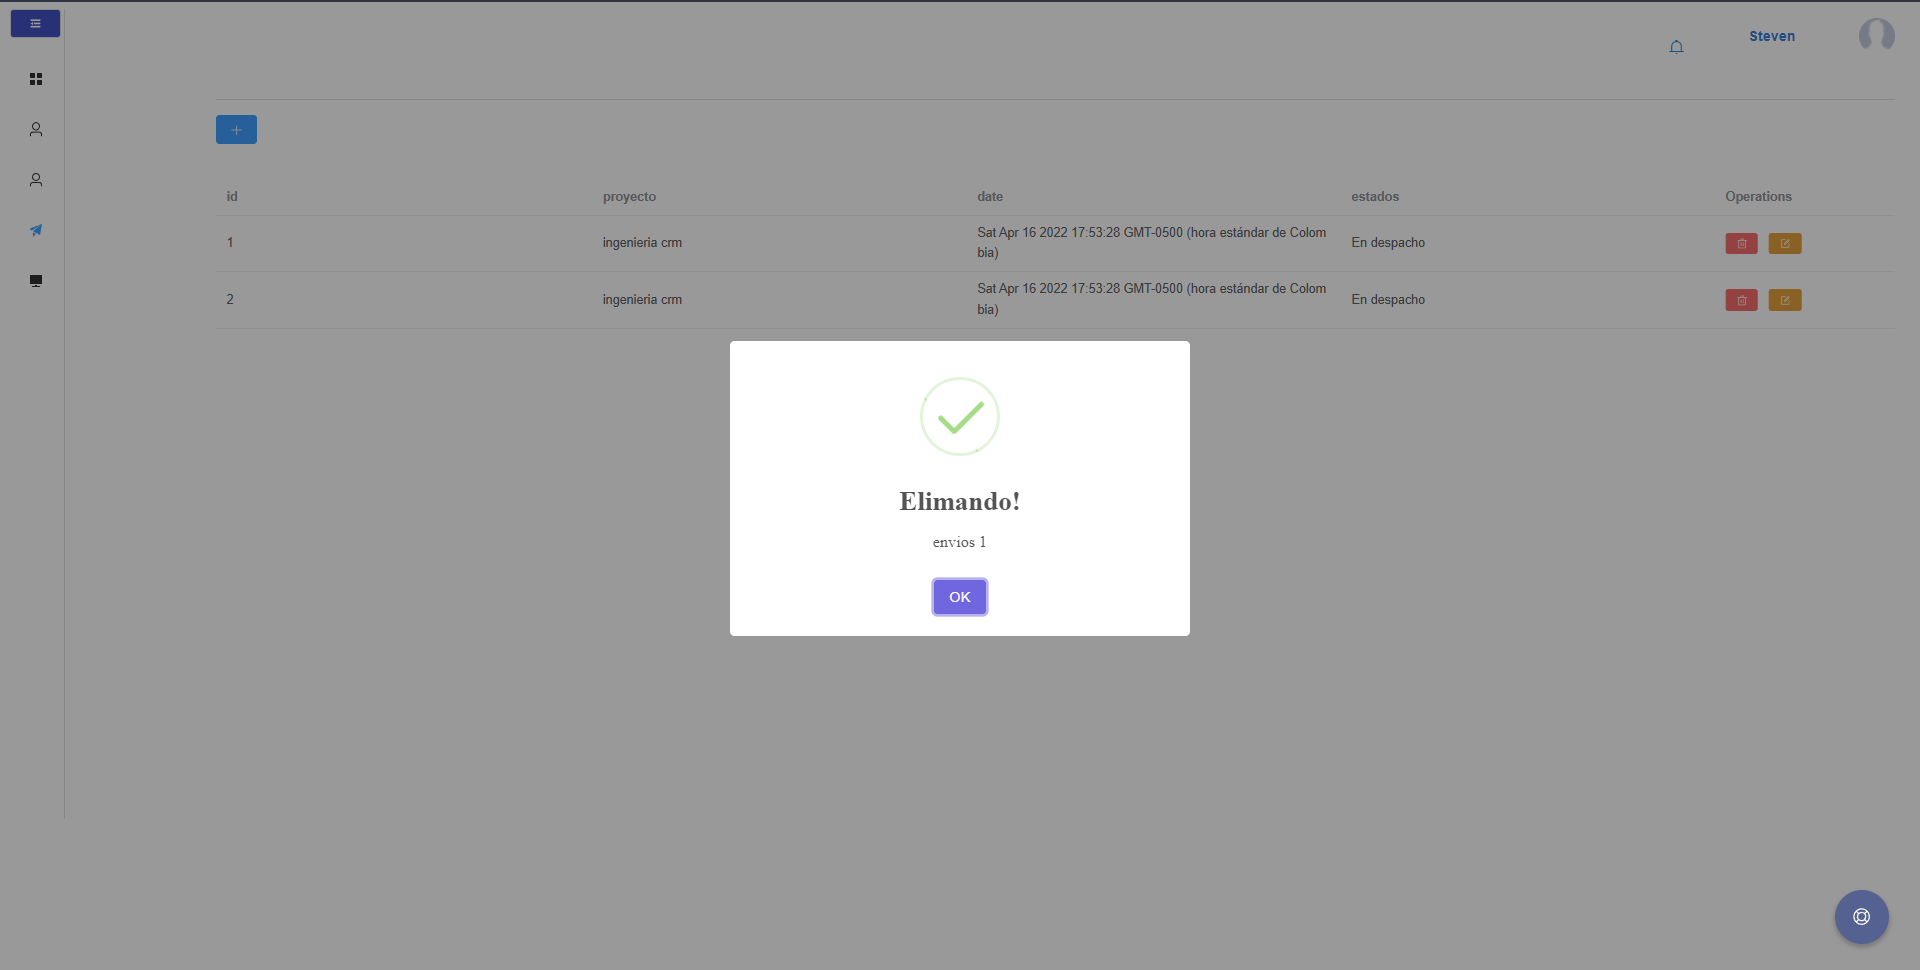 Steven
id proyecto date estados Operations
1 ingenieria crm Sat Apr 16 2022 17:53:28 GMT-0500 (hora estándar de Colom
bia) En despacho
2 ingenieria crm Sat Apr 16 2022 17:53:28 GMT-0500 (hora estándar de Colom
bia) En despacho
Elimando!
envios 1
OK